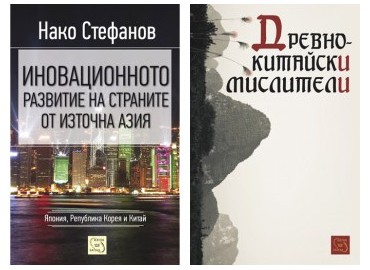 Нако Стефанов
ИНОВАЦИОННОТО
РАЗВИТИЕ НА СТРАНИТЕ
ОТ ИЗТОЧНА АЗИЯ
Япония, Република Корея и Китай
ДРЕВНО-
КИТАЙСКИ
МИСЛИТЕЛИ